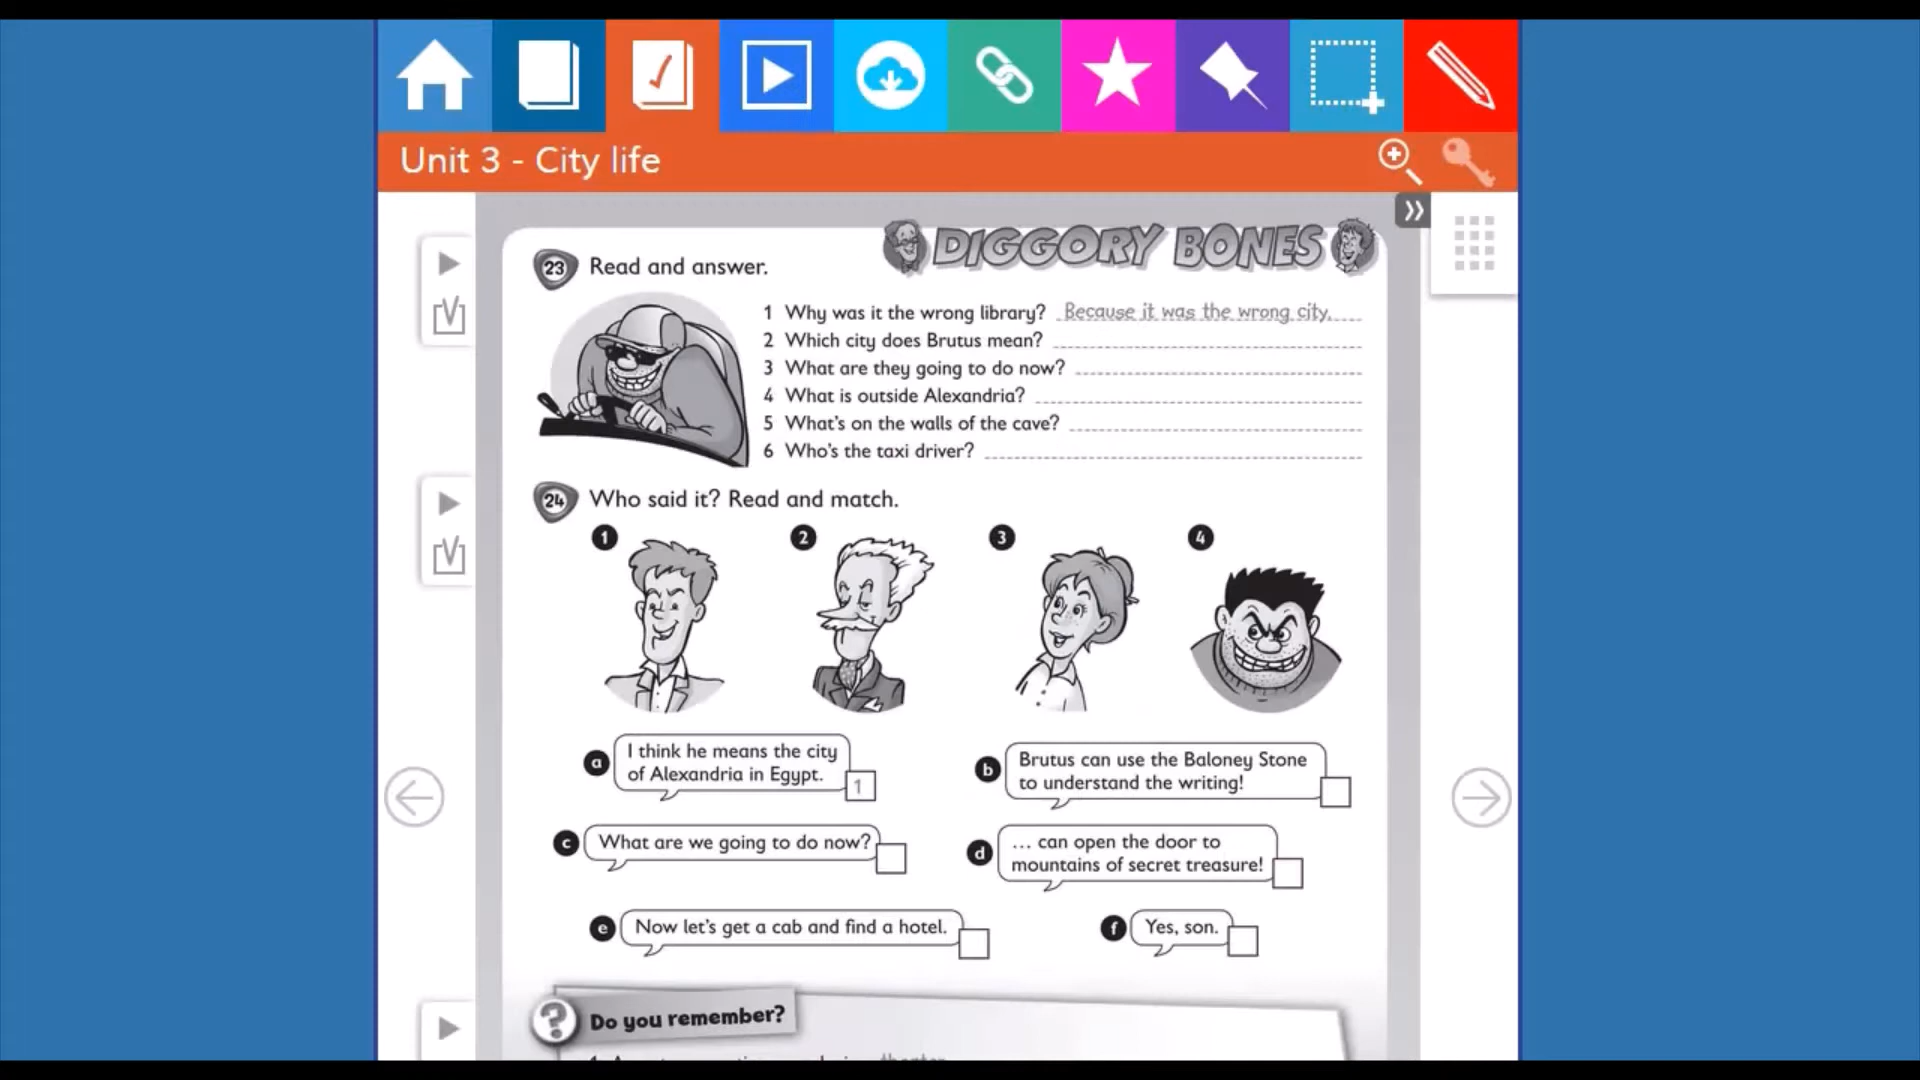 Unit 3 - City life
DIGGORY BONES
23 Read and answer.
1 Why was it the wrong library? Because it was the wrong city.
2 Which city does Brutus mean?
3 What are they going to do now?
4 What is outside Alexandria?
5 What's on the walls of the cave?
6 Who's the taxi driver?
24 Who said it? Read and match.
1 2 3 4
a I think he means the city
of Alexandria in Egypt. 1
b Brutus can use the Baloney Stone
to understand the writing!
c What are we going to do now?
d ... can open the door to
mountains of secret treasure!
e Now let's get a cab and find a hotel.
f Yes, son.
? Do you remember?